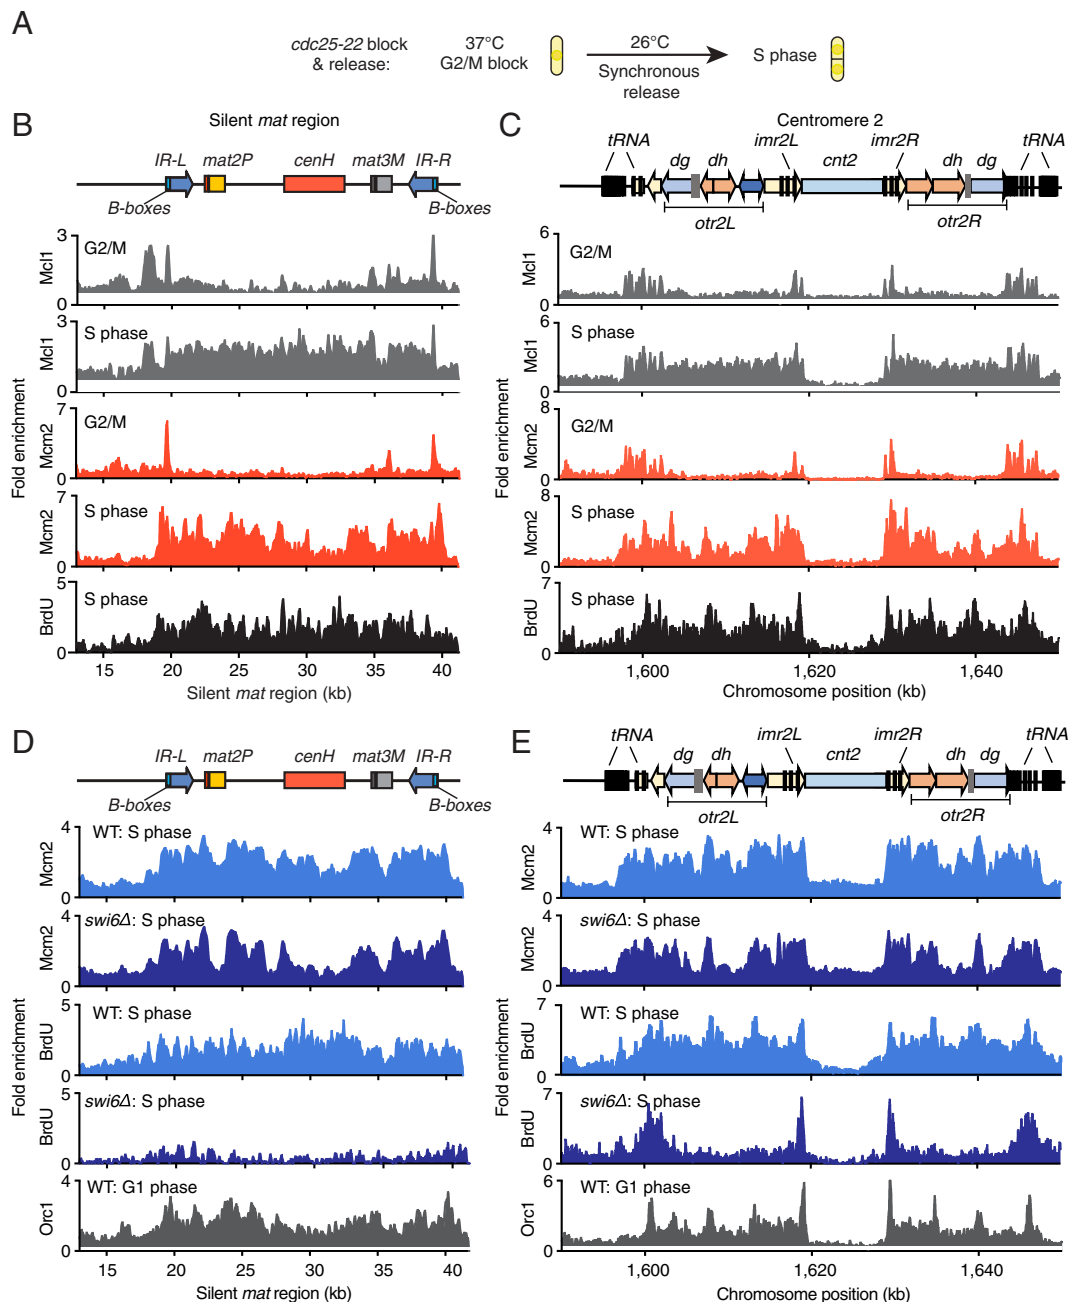 A
cdc25-22 block
& release:
37°C
G2/M block
26°C
Synchronous
release
S phase
B
Silent mat region
IR-L
mat2P
cenH
mat3M
IR-R
B-boxes
B-boxes
Fold enrichment
3
G2/M
Mcl1
0
3
S phase
Mcl1
0
7
G2/M
Mcm2
0
7
S phase
Mcm2
0
5
S phase
BrdU
0
15
20
25
30
35
40
Silent mat region (kb)
C
Centromere 2
tRNA
dg
dh
imr2L
cnt2
imr2R
dh
dg
tRNA
otr2L
otr2R
Fold enrichment
6
G2/M
Mcl1
0
6
S phase
Mcl1
0
8
G2/M
Mcm2
0
8
S phase
Mcm2
0
7
S phase
BrdU
0
1,600
1,620
1,640
Chromosome position (kb)
D
IR-L
mat2P
cenH
mat3M
IR-R
B-boxes
B-boxes
Fold enrichment
4
WT: S phase
Mcm2
0
4
swi6Δ: S phase
Mcm2
0
5
WT: S phase
BrdU
0
5
swi6Δ: S phase
BrdU
0
4
WT: G1 phase
Orc1
0
15
20
25
30
35
40
Silent mat region (kb)
E
tRNA
dg
dh
imr2L
cnt2
imr2R
dh
dg
tRNA
otr2L
otr2R
Fold enrichment
4
WT: S phase
Mcm2
0
4
swi6Δ: S phase
Mcm2
0
7
WT: S phase
BrdU
0
7
swi6Δ: S phase
BrdU
0
6
WT: G1 phase
Orc1
0
1,600
1,620
1,640
Chromosome position (kb)